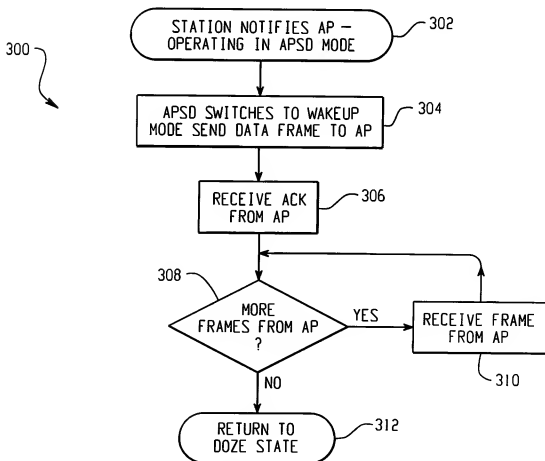 STATION NOTIFIES AP –
OPERATING IN APSD MODE
302
300
APSD SWITCHES TO WAKEUP
MODE SEND DATA FRAME TO AP
304
RECEIVE ACK
FROM AP
306
308
MORE
FRAMES FROM AP
?
YES
RECEIVE FRAME
FROM AP
310
NO
RETURN TO
DOZE STATE
312